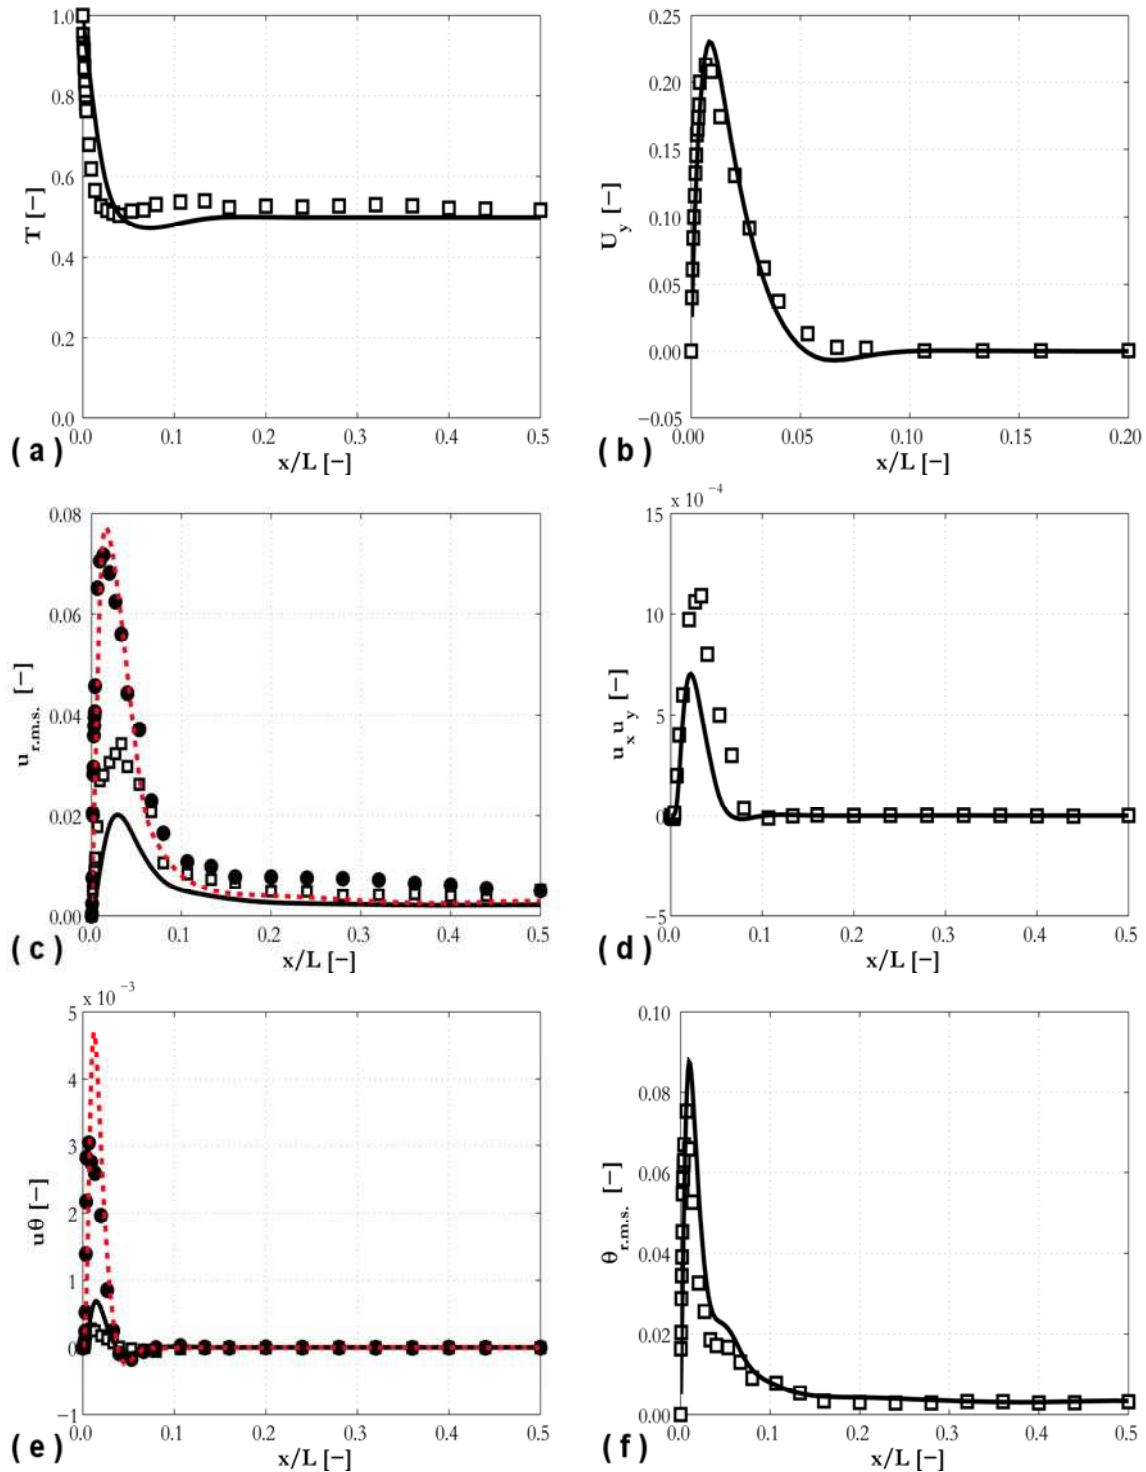 1.0
0.8
0.6
0.4
0.2
0.0
T [−]
0.0 0.1 0.2 0.3 0.4 0.5
x/L [−]
( a )
0.25
0.20
0.15
0.10
0.05
0.00
−0.05
U_y [−]
0.00 0.05 0.10 0.15 0.20
x/L [−]
( b )
0.08
0.06
0.04
0.02
0.00
u_r.m.s. [−]
0.0 0.1 0.2 0.3 0.4 0.5
x/L [−]
( c )
x 10 −4
15
10
5
0
−5
u_x u_y [−]
0.0 0.1 0.2 0.3 0.4 0.5
x/L [−]
( d )
x 10 −3
5
4
3
2
1
0
−1
uθ [−]
0.0 0.1 0.2 0.3 0.4 0.5
x/L [−]
( e )
0.10
0.08
0.06
0.04
0.02
0.00
θ_r.m.s. [−]
0.0 0.1 0.2 0.3 0.4 0.5
x/L [−]
( f )